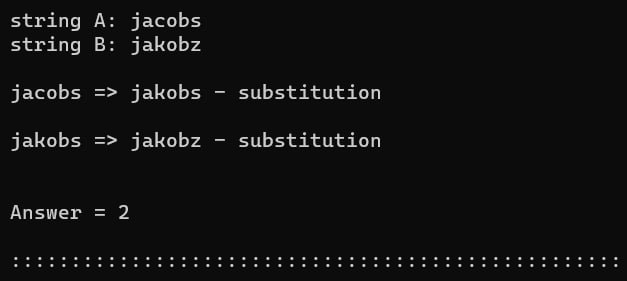 string A: jacobs
string B: jakobz
jacobs => jakobs - substitution
jakobs => jakobz - substitution
Answer = 2
:::::::::::::::::::::::::::::::::::::::::::::::::::